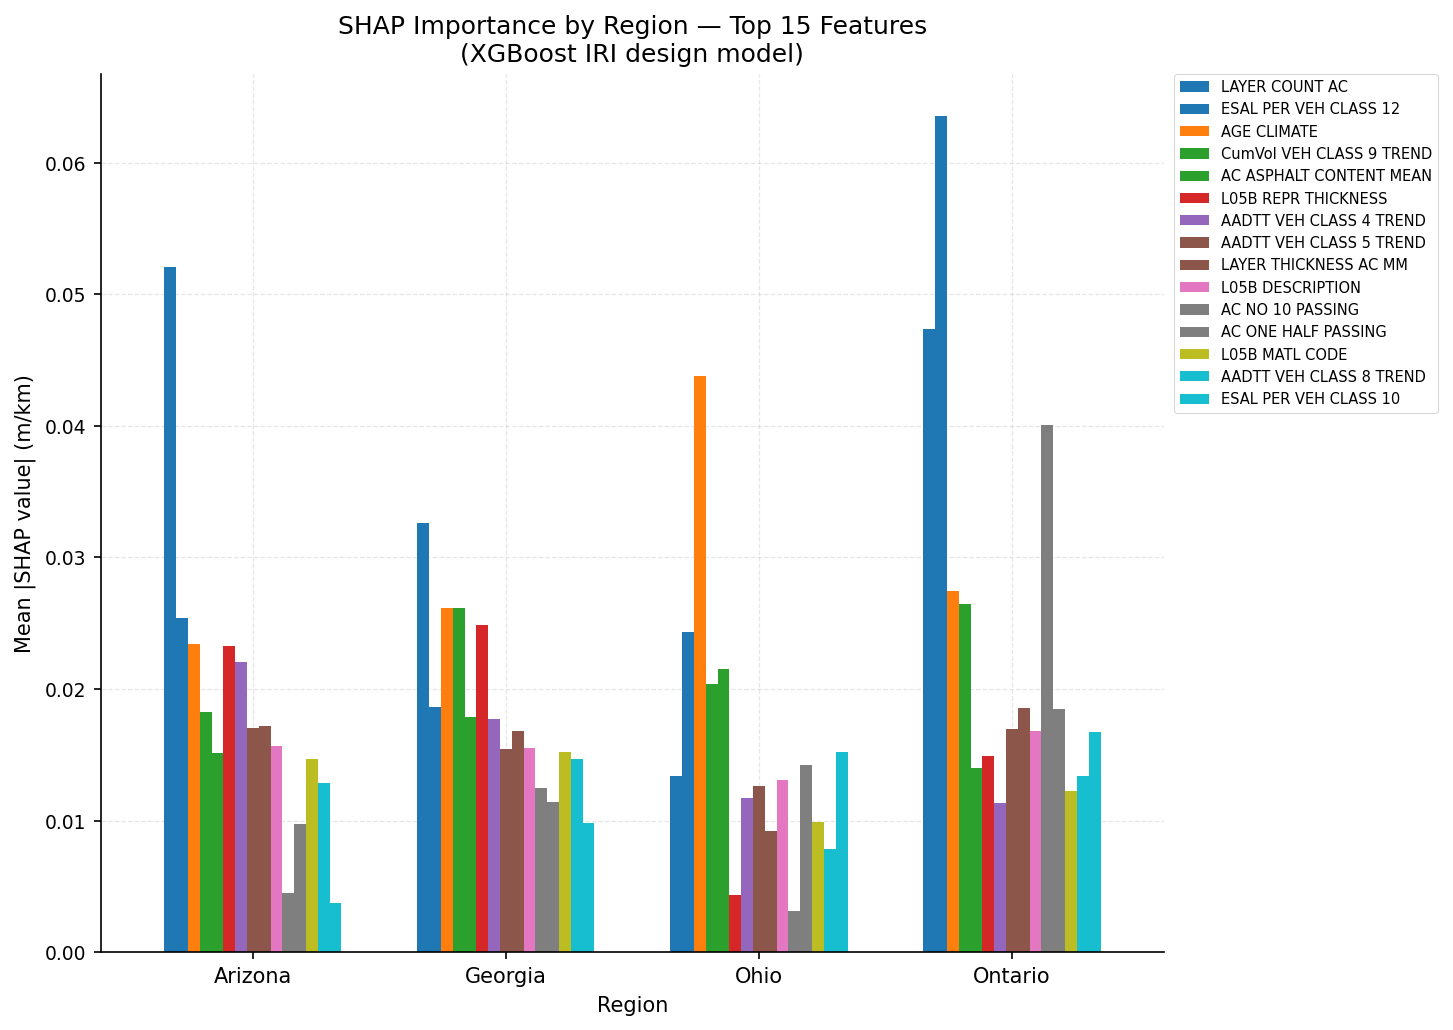 SHAP Importance by Region — Top 15 Features
(XGBoost IRI design model)
LAYER COUNT AC
ESAL PER VEH CLASS 12
AGE CLIMATE
CumVol VEH CLASS 9 TREND
AC ASPHALT CONTENT MEAN
L05B REPR THICKNESS
AADTT VEH CLASS 4 TREND
AADTT VEH CLASS 5 TREND
LAYER THICKNESS AC MM
L05B DESCRIPTION
AC NO 10 PASSING
AC ONE HALF PASSING
L05B MATL CODE
AADTT VEH CLASS 8 TREND
ESAL PER VEH CLASS 10
Mean |SHAP value| (m/km)
0.06
0.05
0.04
0.03
0.02
0.01
0.00
Arizona
Georgia
Ohio
Ontario
Region